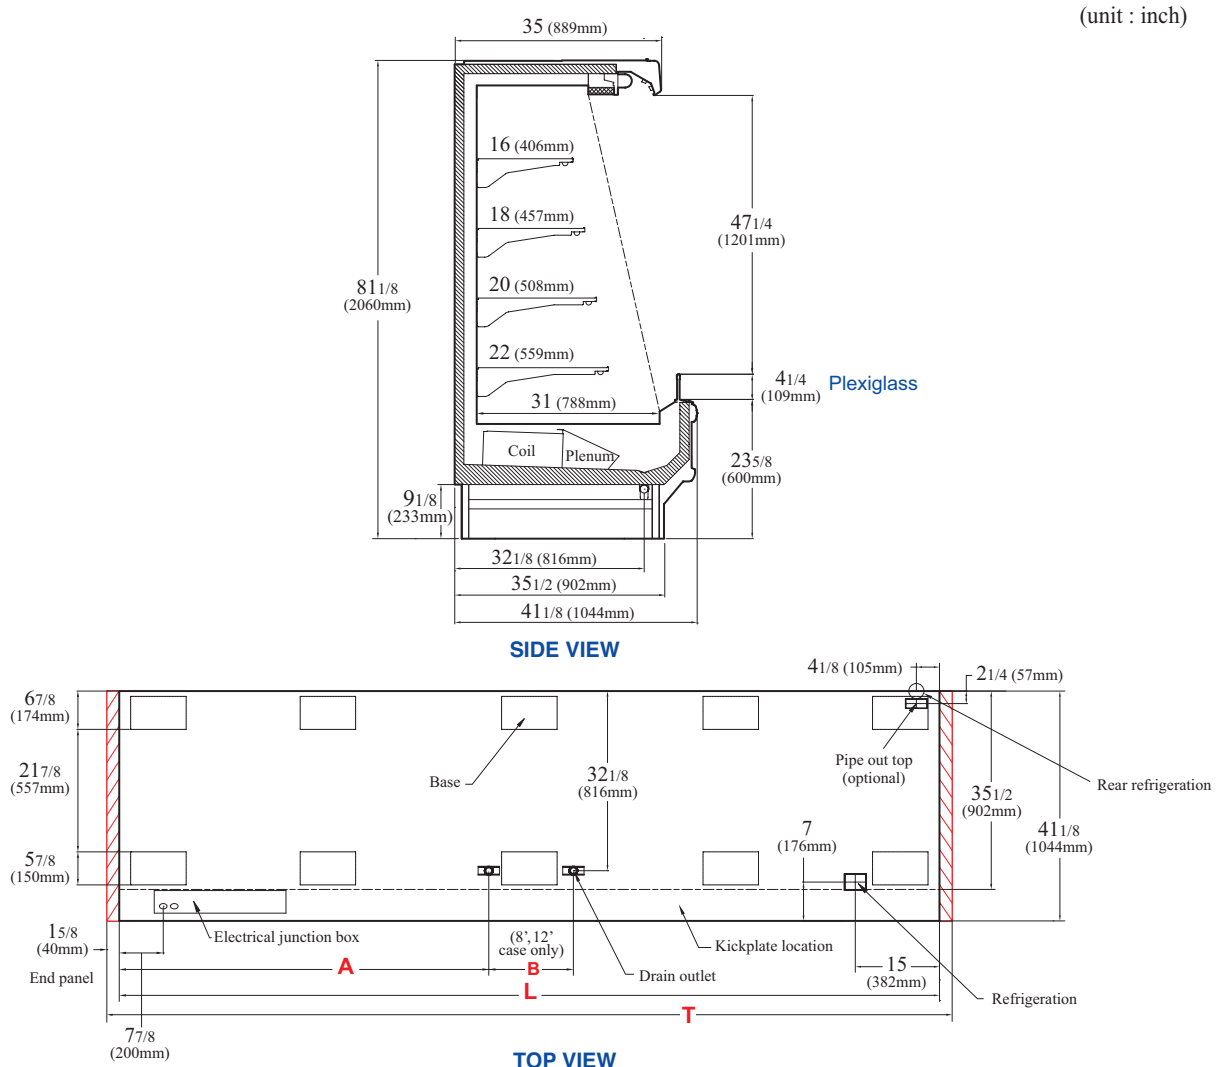 (unit : inch)
35 (889mm)
16 (406mm)
18 (457mm)
47 1/4
(1201mm)
81 1/8
(2060mm)
20 (508mm)
22 (559mm)
4 1/4
(109mm)
Plexiglass
31 (788mm)
Coil
Plenum
23 5/8
(600mm)
9 1/8
(233mm)
32 1/8 (816mm)
35 1/2 (902mm)
41 1/8 (1044mm)
SIDE VIEW
4 1/8 (105mm)
2 1/4 (57mm)
6 7/8
(174mm)
21 7/8
(557mm)
Base
32 1/8
(816mm)
Pipe out top
(optional)
Rear refrigeration
35 1/2
(902mm)
41 1/8
(1044mm)
7
(176mm)
5 7/8
(150mm)
1 5/8
(40mm)
End panel
Electrical junction box
(8', 12'
case only)
Kickplate location
A
B
Drain outlet
15
(382mm)
Refrigeration
L
T
7 7/8
(200mm)
TOP VIEW